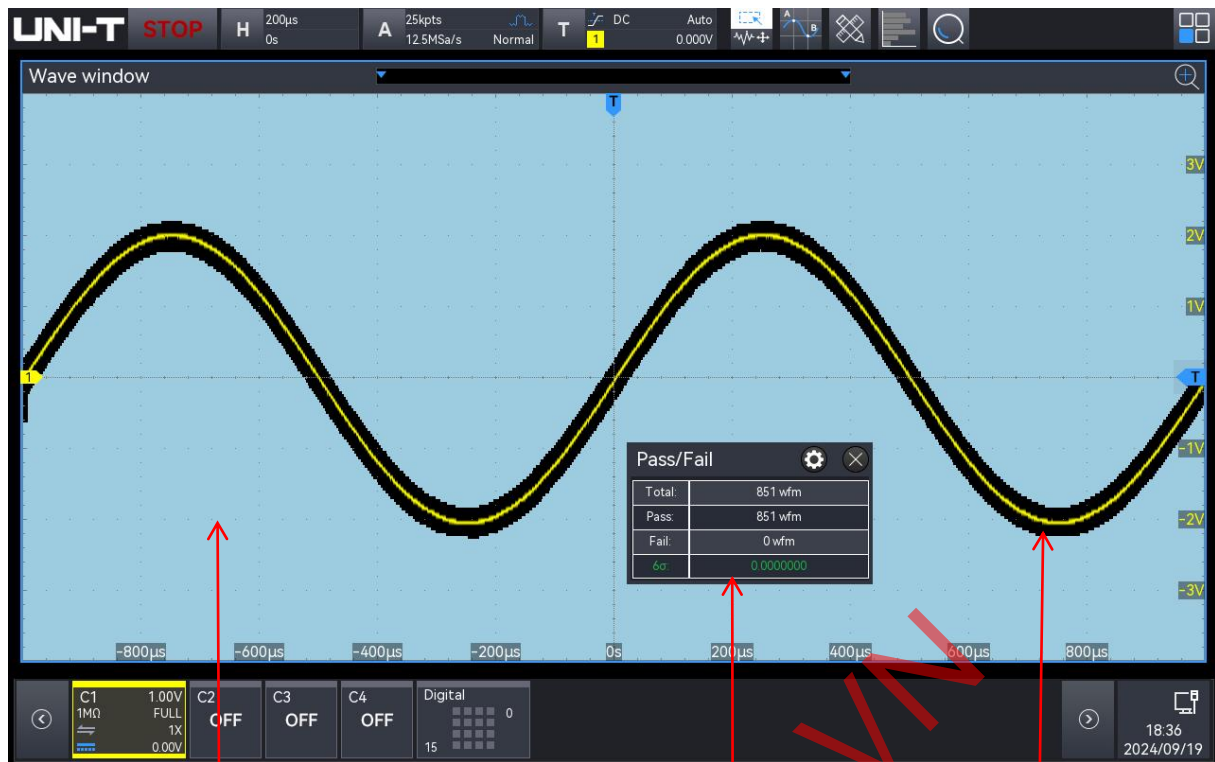 UNI-T STOP H 200μs 0s A 25kpts 12.5MSa/s Normal T DC 1 Auto 0.000V A B
Wave window
T
3V
2V
1V
1 T
-1V
-2V
-3V
Pass/Fail
Total: 851 wfm
Pass: 851 wfm
Fail: 0 wfm
6σ: 0.0000000
-800μs -600μs -400μs -200μs 0s 200μs 400μs 600μs 800μs
C1 1.00V
1MΩ FULL
1X
0.00V
C2
OFF
C3
OFF
C4
OFF
Digital
0
15
18:36
2024/09/19
VN